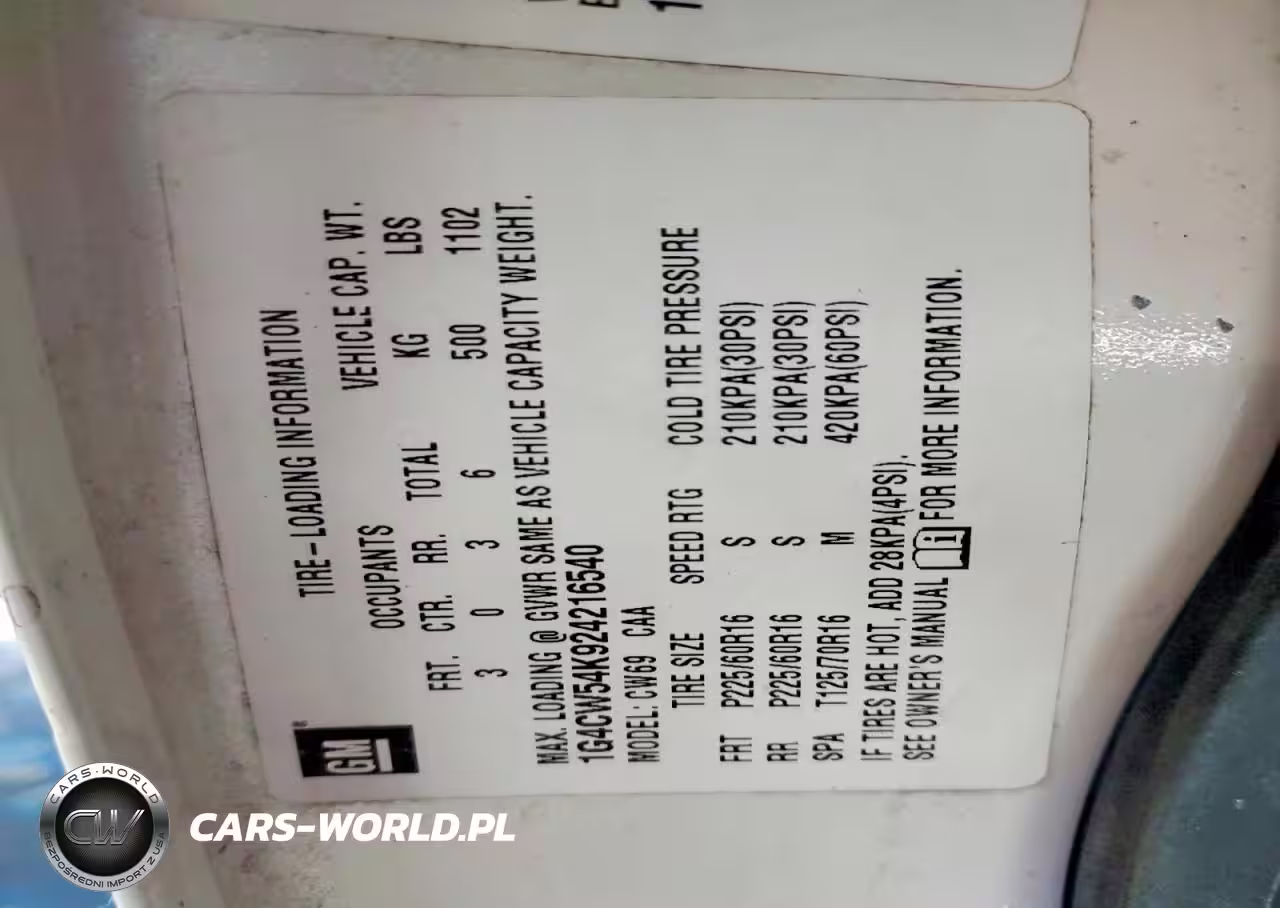 TIRE-LOADING INFORMATION
OCCUPANTS VEHICLE CAP. WT.
FRT. CTR. RR. TOTAL KG LBS
3 0 3 6 500 1102
MAX. LOADING @ GVWR SAME AS VEHICLE CAPACITY WEIGHT.
1G4CW54K924216540
MODEL: CW69 CAA
TIRE SIZE SPEED RTG COLD TIRE PRESSURE
FRT P225/60R16 S 210KPA(30PSI)
RR P225/60R16 S 210KPA(30PSI)
SPA T125/70R16 M 420KPA(60PSI)
IF TIRES ARE HOT, ADD 28KPA(4PSI).
SEE OWNER'S MANUAL FOR MORE INFORMATION.
GM
CARS-WORLD
CW
BEZPOŚREDNI IMPORT Z USA
CARS-WORLD.PL